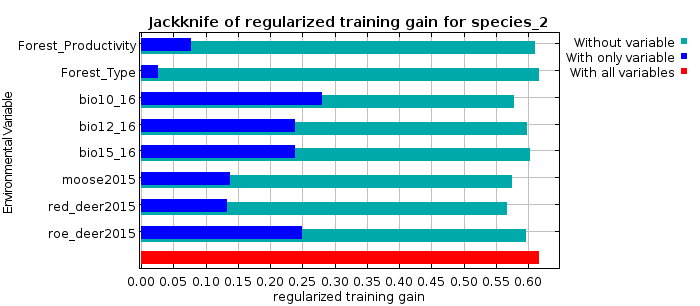 Jackknife of regularized training gain for species_2
Environmental Variable
Forest_Productivity
Forest_Type
bio10_16
bio12_16
bio15_16
moose2015
red_deer2015
roe_deer2015
0.00 0.05 0.10 0.15 0.20 0.25 0.30 0.35 0.40 0.45 0.50 0.55 0.60
regularized training gain
Without variable
With only variable
With all variables